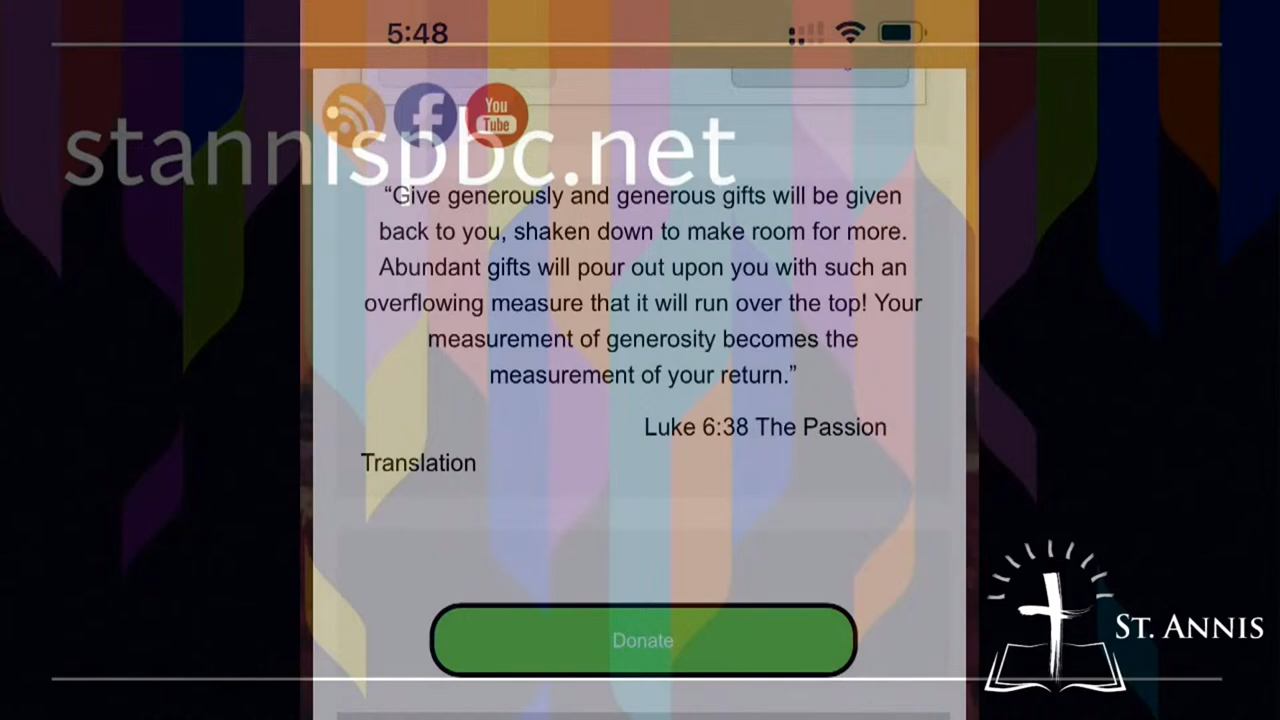 5:48
You
Tube
stannispbc.net
“Give generously and generous gifts will be given
back to you, shaken down to make room for more.
Abundant gifts will pour out upon you with such an
overflowing measure that it will run over the top! Your
measurement of generosity becomes the
measurement of your return.”
Luke 6:38 The Passion
Translation
Donate
ST. ANNIS